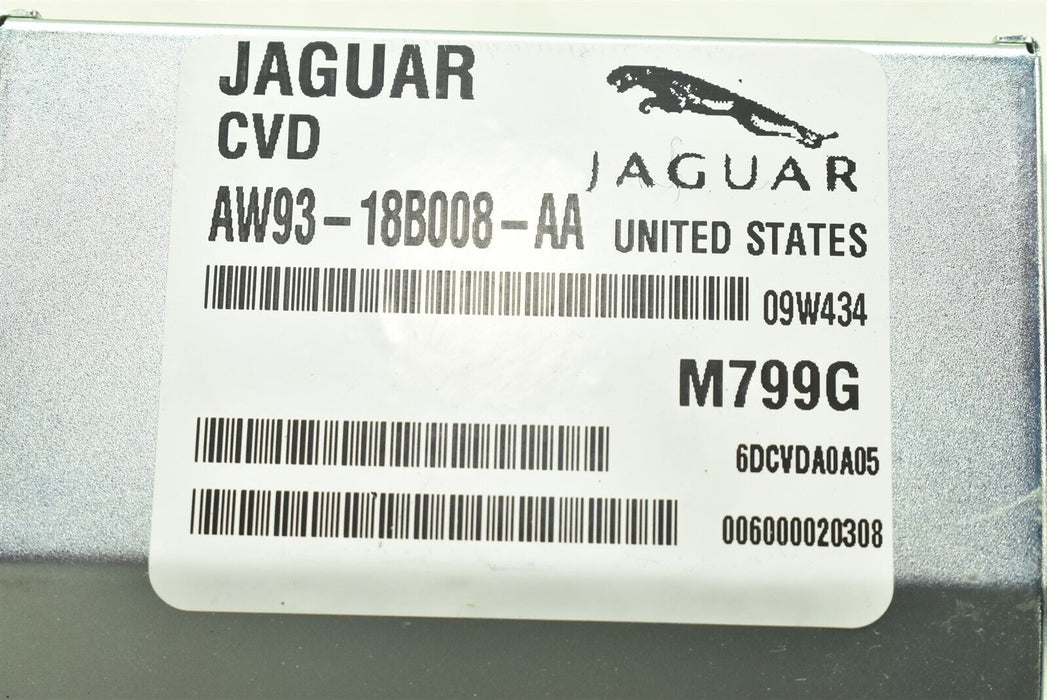 JAGUAR
CVD
JAGUAR
AW93-18B008-AA
UNITED STATES
09W434
M799G
6DCVDA0A05
006000020308